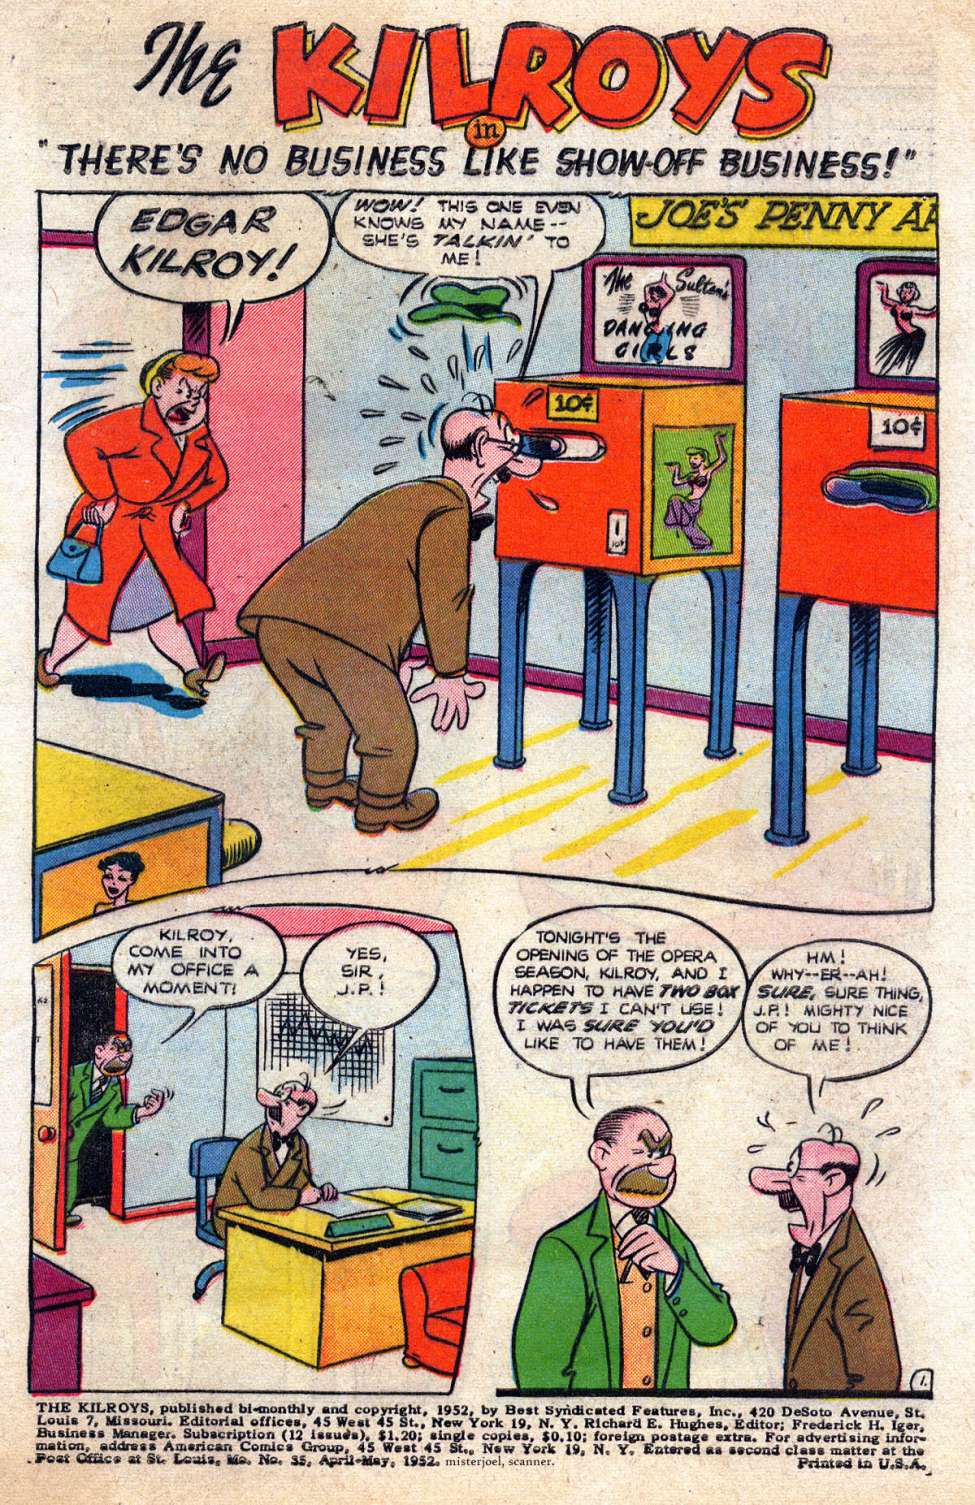 The KILROYS
in
"THERE'S NO BUSINESS LIKE SHOW-OFF BUSINESS!"
EDGAR
KILROY!
WOW! THIS ONE EVEN
KNOWS MY NAME--
SHE'S TALKIN' TO
ME!
JOE'S PENNY AR
The Sultan's
DANCING
GIRLS
10¢
10¢
1
10¢
KILROY,
COME INTO
MY OFFICE A
MOMENT!
YES,
SIR,
J.P.!
TONIGHT'S THE
OPENING OF THE OPERA
SEASON, KILROY, AND I
HAPPEN TO HAVE TWO BOX
TICKETS I CAN'T USE!
I WAS SURE YOU'D
LIKE TO HAVE THEM!
HM!
WHY--ER--AH!
SURE, SURE THING,
J.P.! MIGHTY NICE
OF YOU TO THINK
OF ME!
1.
THE KILROYS, published bi-monthly and copyright, 1952, by Best Syndicated Features, Inc., 420 DeSoto Avenue, St.
Louis 7, Missouri. Editorial offices, 45 West 45 St., New York 19, N. Y. Richard E. Hughes, Editor; Frederick H. Iger,
Business Manager. Subscription (12 issues), $1.20; single copies, $0.10; foreign postage extra. For advertising infor-
mation, address American Comics Group, 45 West 45 St., New York 19, N. Y. Entered as second class matter at the
Post Office at St. Louis, Mo. No. 35, April-May, 1952. misterjoel, scanner. Printed in U.S.A.